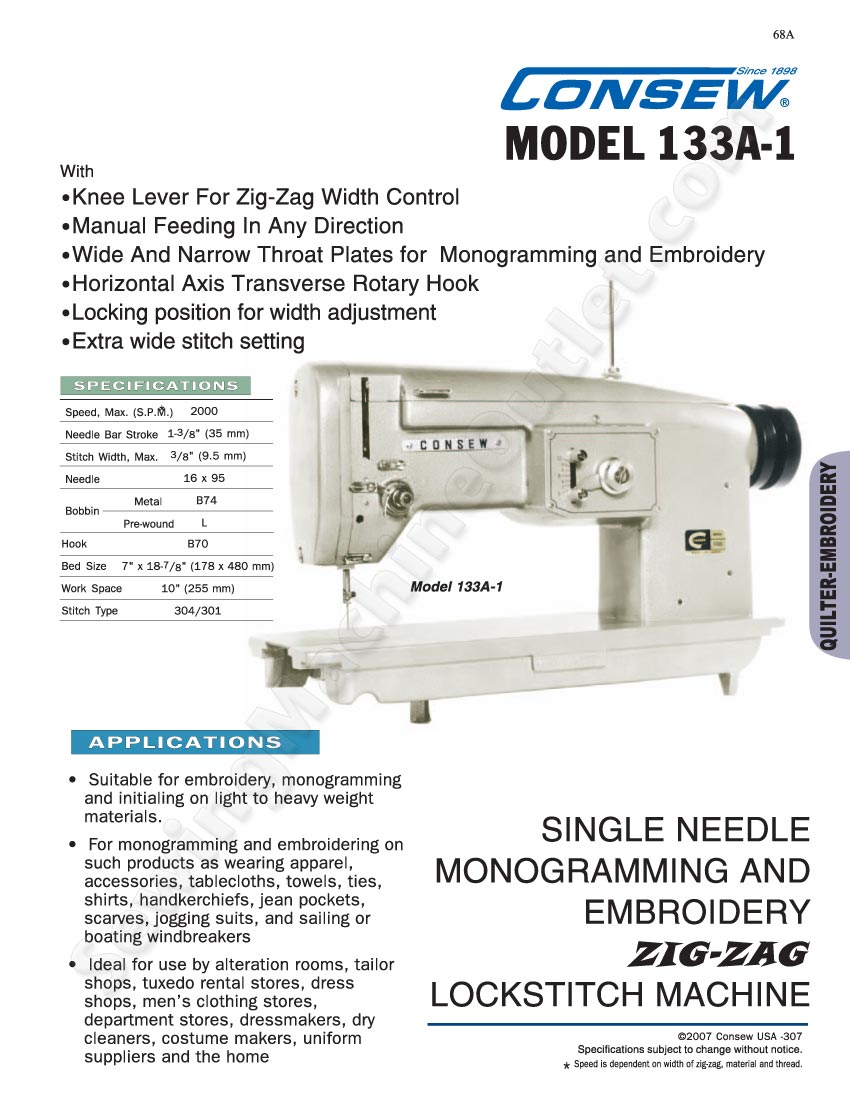 68A
Since 1898
CONSEW®
MODEL 133A-1
With
•Knee Lever For Zig-Zag Width Control
•Manual Feeding In Any Direction
•Wide And Narrow Throat Plates for Monogramming and Embroidery
•Horizontal Axis Transverse Rotary Hook
•Locking position for width adjustment
•Extra wide stitch setting
SPECIFICATIONS
Speed, Max. (S.P.M.) * 2000
Needle Bar Stroke 1-3/8" (35 mm)
Stitch Width, Max. 3/8" (9.5 mm)
Needle 16 x 95
Bobbin Metal B74
Pre-wound L
Hook B70
Bed Size 7" x 18-7/8" (178 x 480 mm)
Work Space 10" (255 mm)
Stitch Type 304/301
CONSEW
Model 133A-1
QUILTER-EMBROIDERY
APPLICATIONS
• Suitable for embroidery, monogramming
and initialing on light to heavy weight
materials.
• For monogramming and embroidering on
such products as wearing apparel,
accessories, tablecloths, towels, ties,
shirts, handkerchiefs, jean pockets,
scarves, jogging suits, and sailing or
boating windbreakers
• Ideal for use by alteration rooms, tailor
shops, tuxedo rental stores, dress
shops, men's clothing stores,
department stores, dressmakers, dry
cleaners, costume makers, uniform
suppliers and the home
SINGLE NEEDLE
MONOGRAMMING AND
EMBROIDERY
ZIG-ZAG
LOCKSTITCH MACHINE
©2007 Consew USA -307
Specifications subject to change without notice.
* Speed is dependent on width of zig-zag, material and thread.
SewingMachineOutlet.com